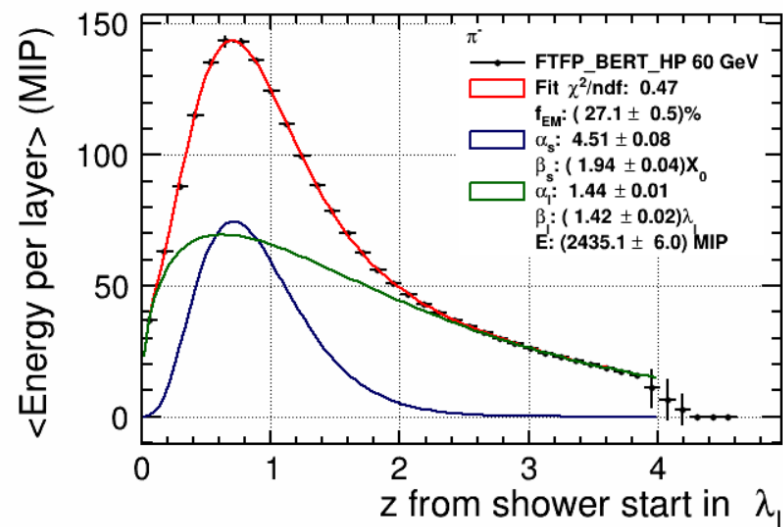 <Energy per layer> (MIP)
150
100
50
0
π⁻
FTFP_BERT_HP 60 GeV
Fit χ²/ndf: 0.47
f_EM: ( 27.1 ± 0.5)%
α_s: 4.51 ± 0.08
β_s: ( 1.94 ± 0.04)X_0
α_l: 1.44 ± 0.01
β_l: ( 1.42 ± 0.02)λ_I
E: (2435.1 ± 6.0) MIP
0 1 2 3 4
z from shower start in λ_I